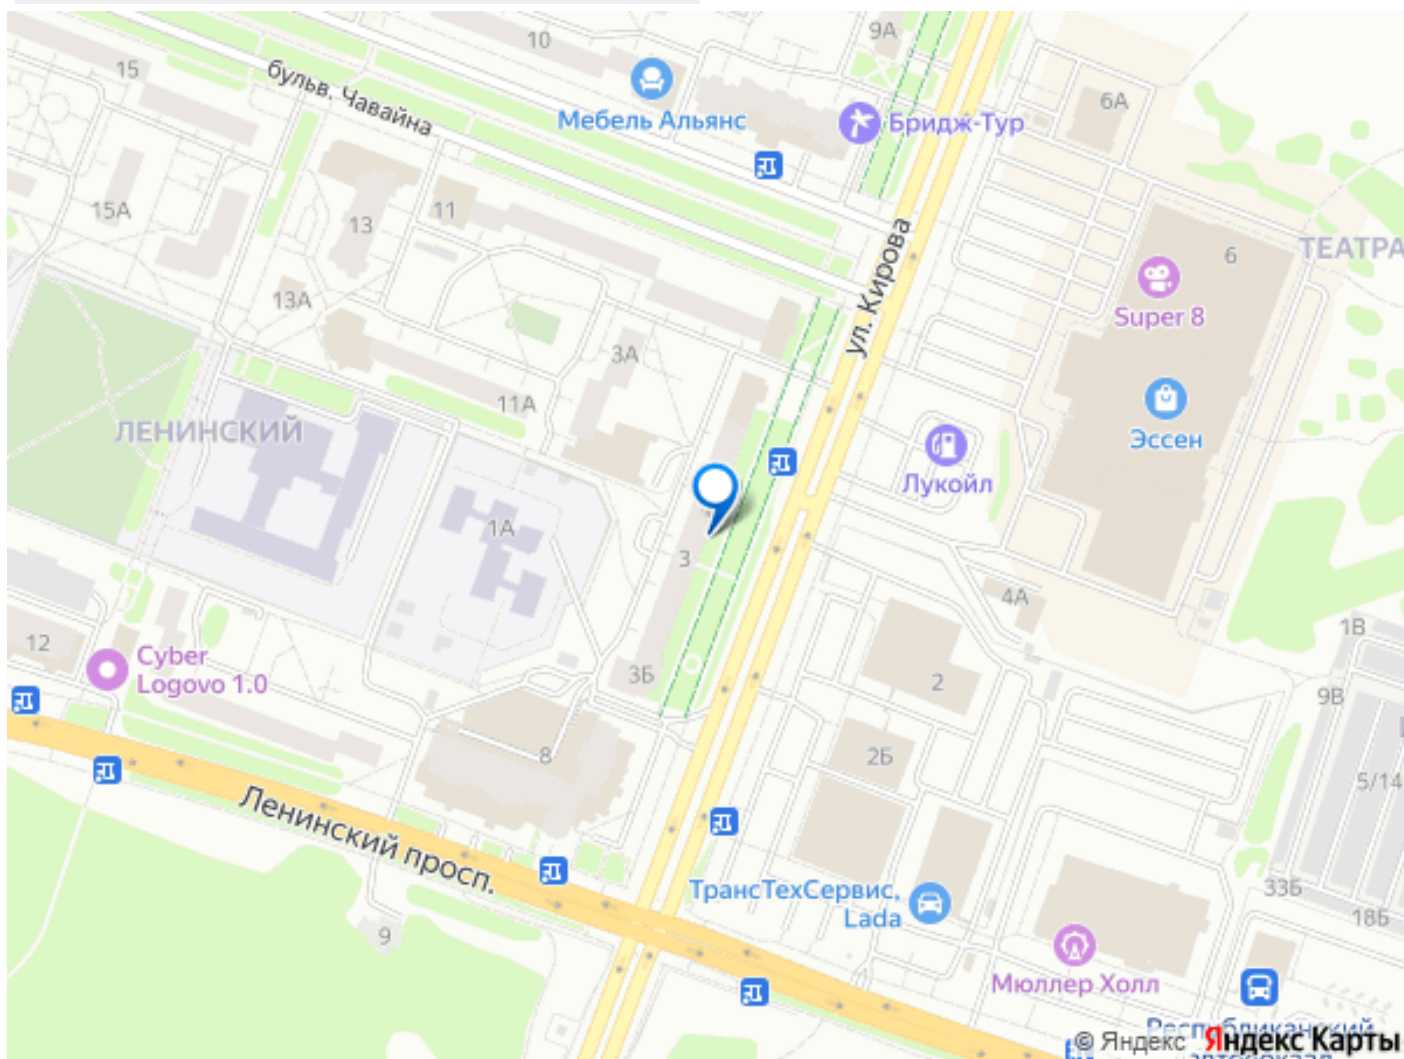 10
9А
15
бульв. Чавайна
Мебель Альянс
Бридж-Тур
6А
15А
13
11
ул. Кирова
6
ТЕАТРА
Super 8
13А
3А
11А
ЛЕНИНСКИЙ
Эссен
Лукойл
1А
3
4А
1В
12
Cyber
Logovo 1.0
3Б
2
9В
8
2Б
5/14
Ленинский просп.
ТрансТехСервис,
Lada
33Б
18Б
9
Мюллер Холл
Республиканский
автовокзал
© Яндекс Яндекс Карты